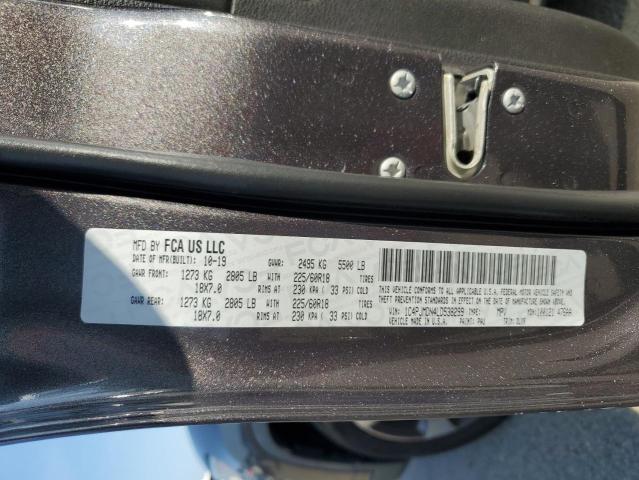 MFD BY FCA US LLC
DATE OF MFR(BUILT): 10-19 GVWR: 2495 KG 5500 LB
GAWR FRONT: 1273 KG 2805 LB WITH 225/60R18 TIRES
18X7.0 RIMS AT 230 KPA ( 33 PSI) COLD
GAWR REAR: 1273 KG 2805 LB WITH 225/60R18 TIRES
18X7.0 RIMS AT 230 KPA ( 33 PSI) COLD
THIS VEHICLE CONFORMS TO ALL APPLICABLE FEDERAL MOTOR VEHICLE SAFETY AND
THEFT PREVENTION STANDARDS IN EFFECT ON THE DATE OF MANUFACTURE SHOWN ABOVE.
VIN: 1C4PJMDN4LD538299 TYPE: MPV
VEHICLE MADE IN U.S.A. PAINT: PAU TRIM: